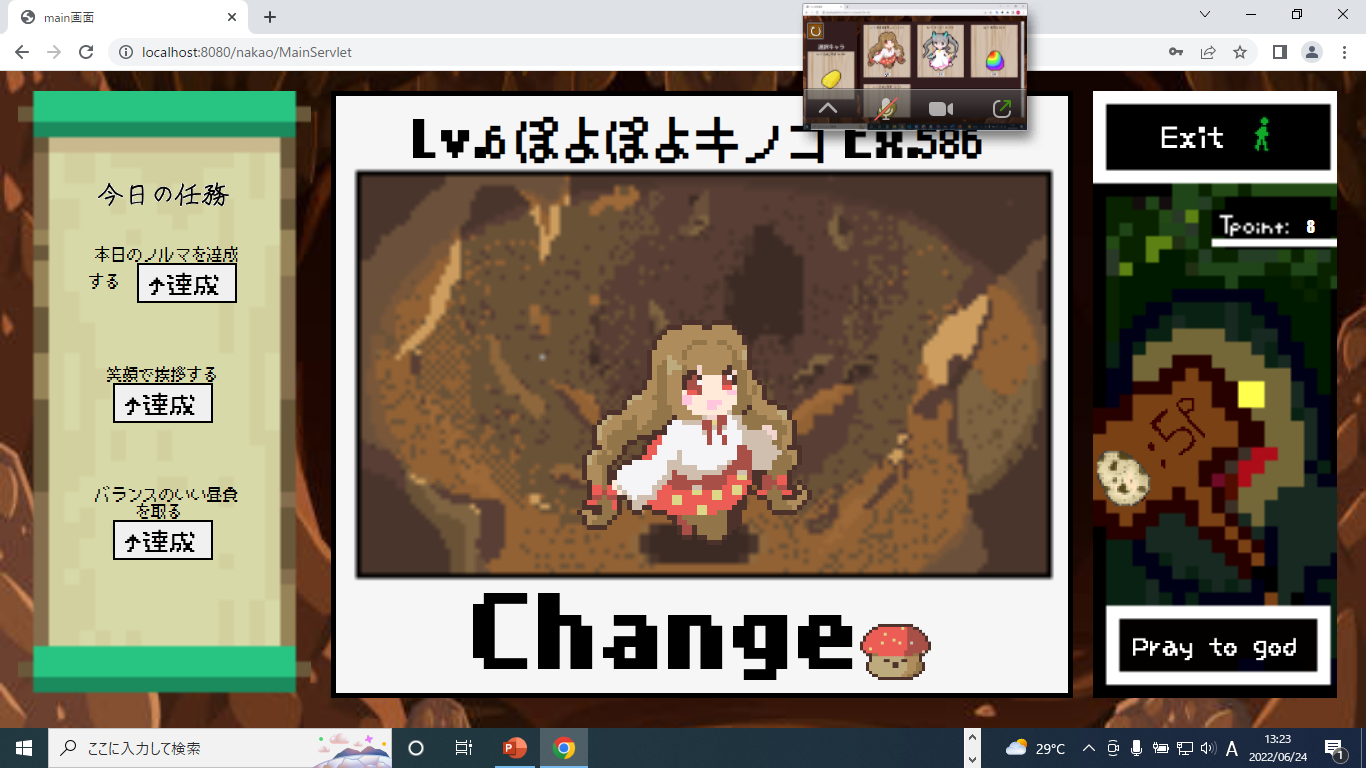 main画面
localhost:8080/nakao/MainServlet
Lv.6 ぽよぽよキノコ Ex.586
今日の任務
本日のノルマを達成
する
↑達成
笑顔で挨拶する
↑達成
バランスのいい昼食
を取る
↑達成
Change
Exit
Tpoint: 8
Pray to god
ここに入力して検索
29°C
A
13:23
2022/06/24
1